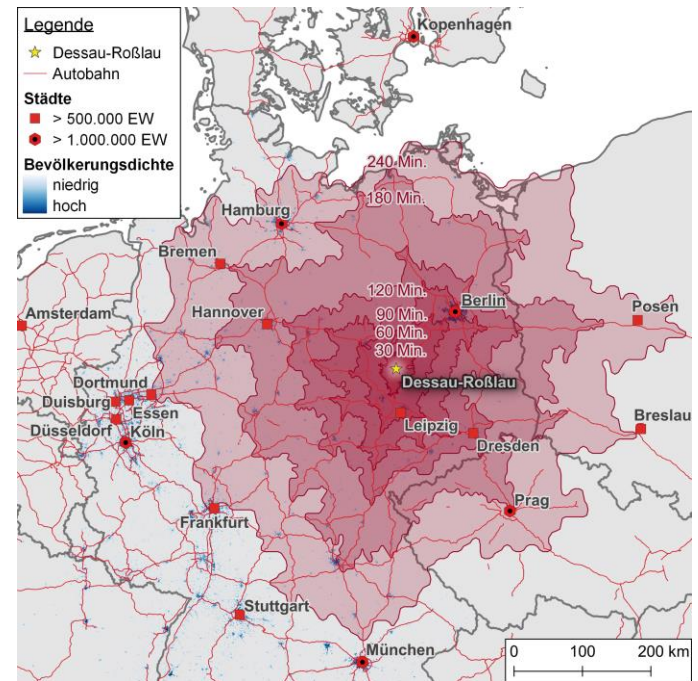 Legende
Dessau-Roßlau
Autobahn
Städte
> 500.000 EW
> 1.000.000 EW
Bevölkerungsdichte
niedrig
hoch
Kopenhagen
240 Min.
180 Min.
Hamburg
Bremen
120 Min.
Berlin
90 Min.
Amsterdam
Hannover
Posen
60 Min.
30 Min.
Dessau-Roßlau
Dortmund
Duisburg
Essen
Leipzig
Breslau
Düsseldorf
Köln
Dresden
Prag
Frankfurt
Stuttgart
München
0 100 200 km